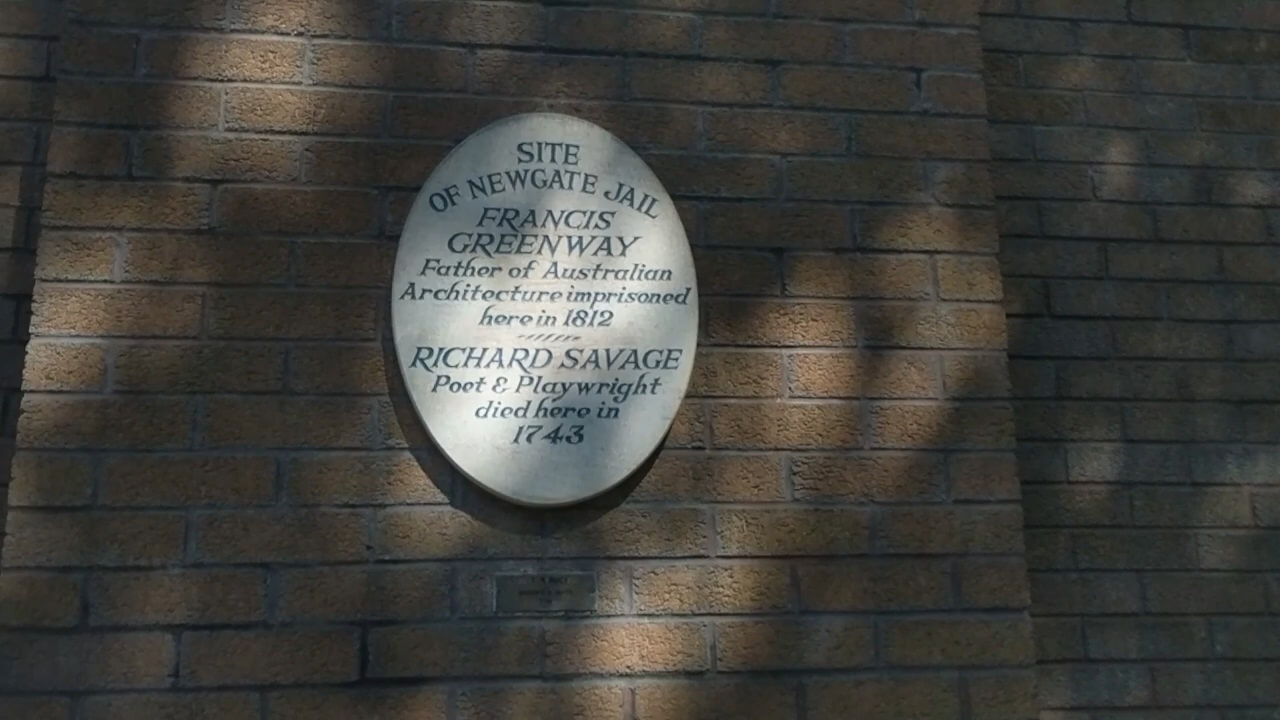 SITE
OF NEWGATE JAIL
FRANCIS
GREENWAY
Father of Australian
Architecture imprisoned
here in 1812
RICHARD SAVAGE
Poet & Playwright
died here in
1743